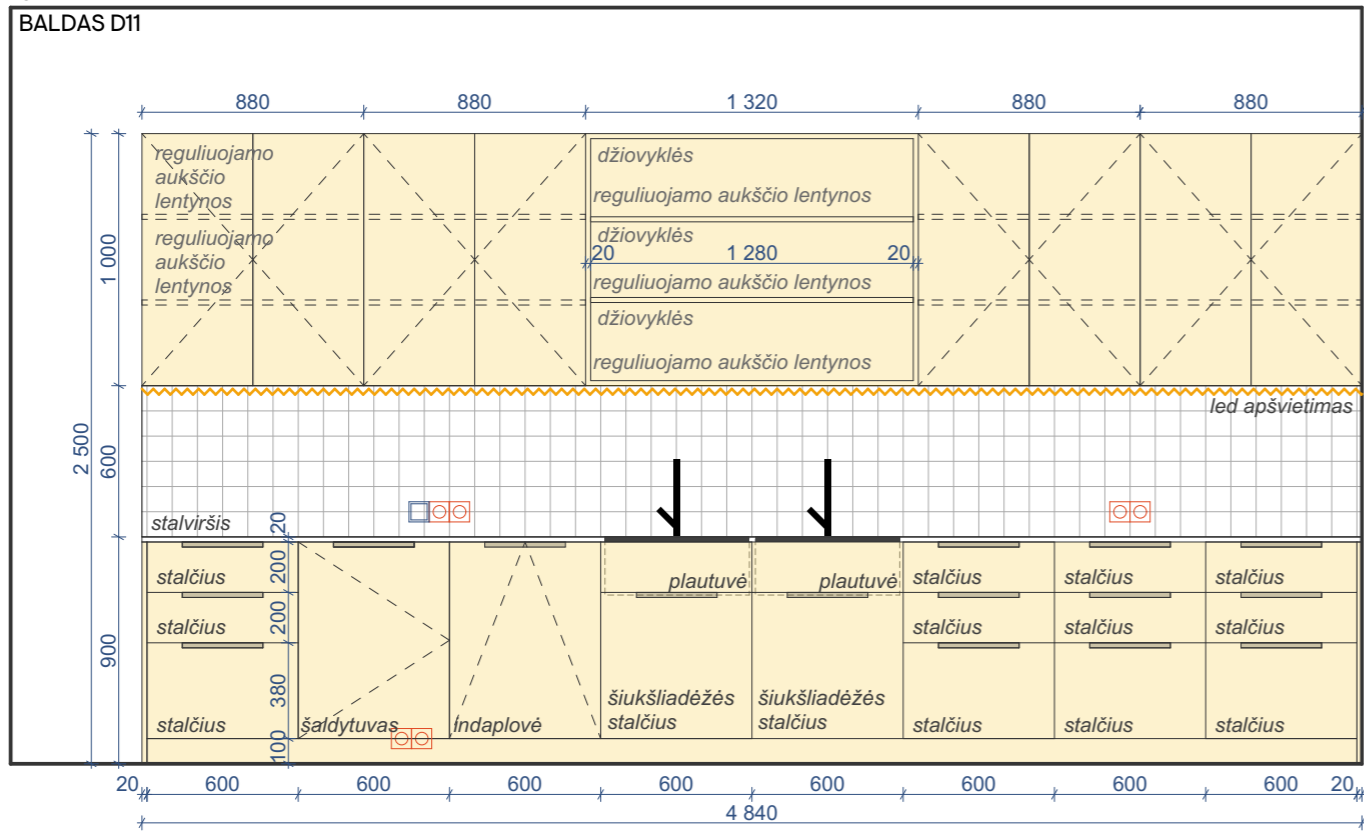 BALDAS D11
880
880
1 320
880
880
reguliuojamo
aukščio
lentynos
džiovyklės
reguliuojamo aukščio lentynos
reguliuojamo
aukščio
lentynos
džiovyklės
20
1 280
20
reguliuojamo aukščio lentynos
džiovyklės
reguliuojamo aukščio lentynos
1 000
2 500
600
900
led apšvietimas
stalviršis
20
200
200
380
100
stalčius
plautuvė
plautuvė
stalčius
stalčius
stalčius
stalčius
stalčius
stalčius
stalčius
stalčius
šaldytuvas
indaplovė
šiukšliadėžės
stalčius
šiukšliadėžės
stalčius
stalčius
stalčius
stalčius
20
600
600
600
600
600
600
600
600
20
4 840